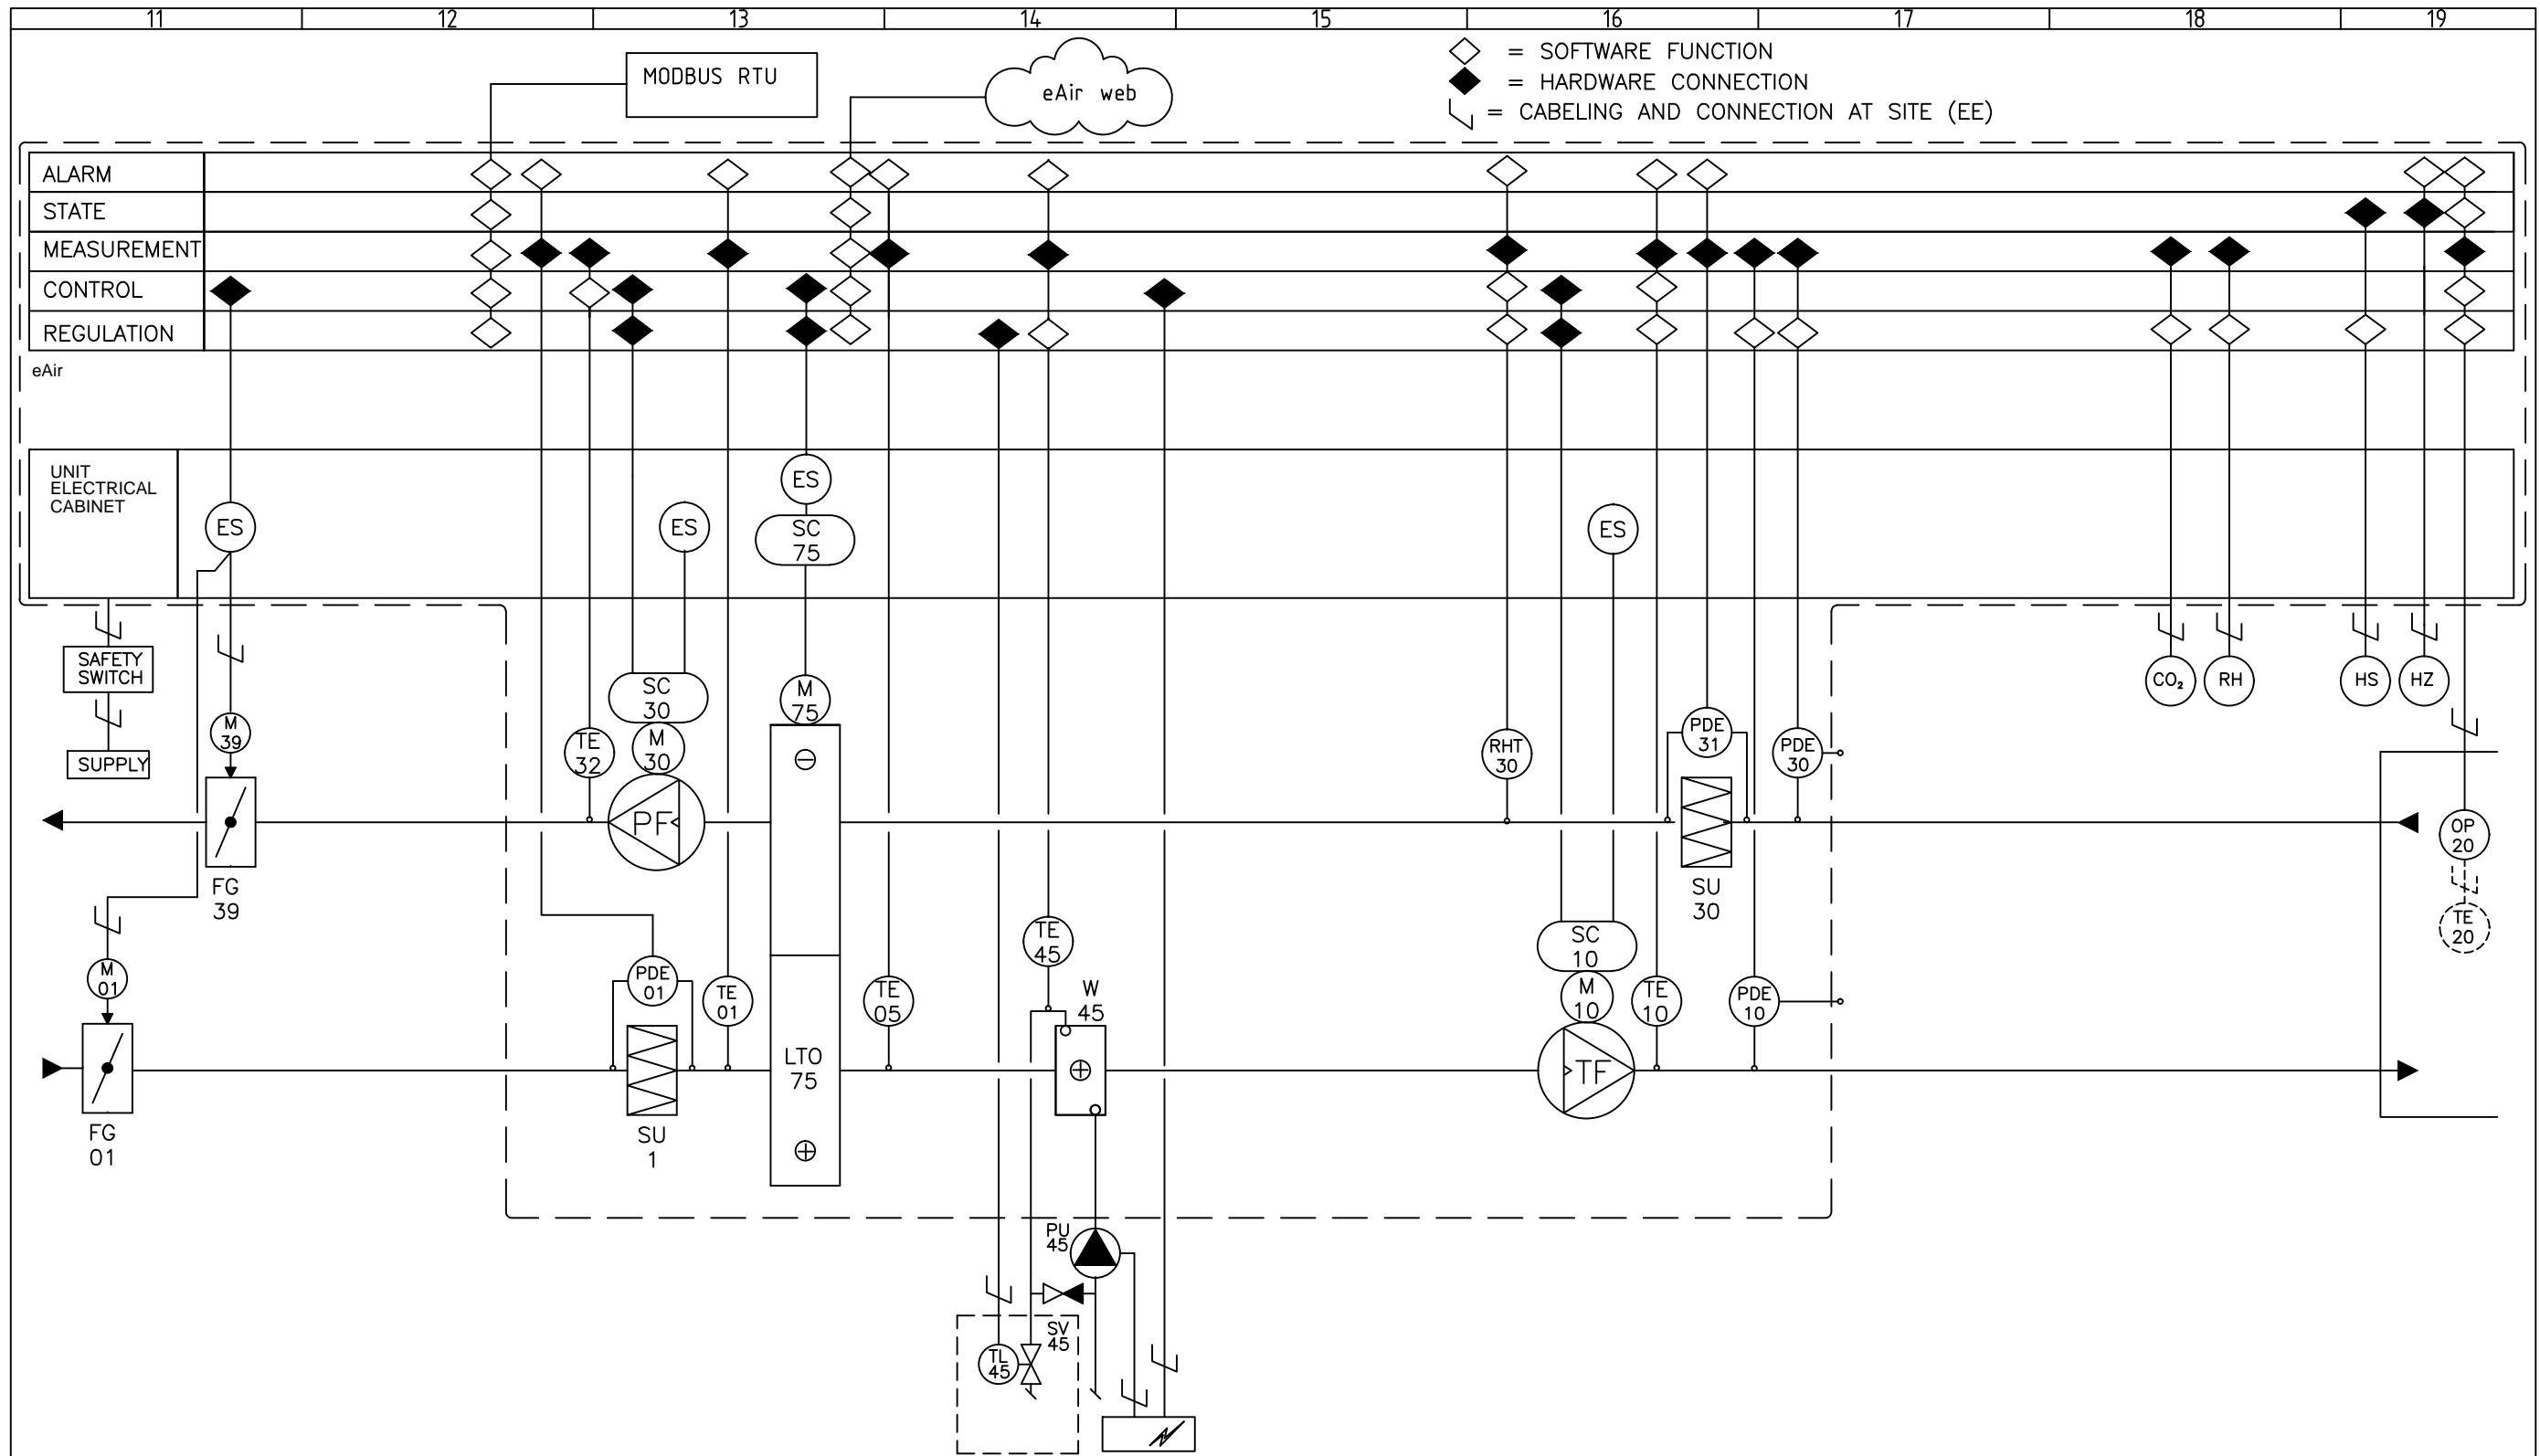 11 12 13 14 15 16 17 18 19
MODBUS RTU
eAir web
= SOFTWARE FUNCTION
= HARDWARE CONNECTION
= CABELING AND CONNECTION AT SITE (EE)
ALARM
STATE
MEASUREMENT
CONTROL
REGULATION
eAir
UNIT
ELECTRICAL
CABINET
ES
ES
ES
SC
75
ES
SAFETY
SWITCH
SUPPLY
M
39
FG
39
M
01
FG
01
TE
32
SC
30
M
30
PF
M
75
PDE
01
SU
1
TE
01
LTO
75
TE
05
TE
45
W
45
PU
45
SV
45
TL
45
RHT
30
SC
10
M
10
TF
TE
10
PDE
31
SU
30
PDE
30
PDE
10
CO₂
RH
HS
HZ
OP
20
TE
20